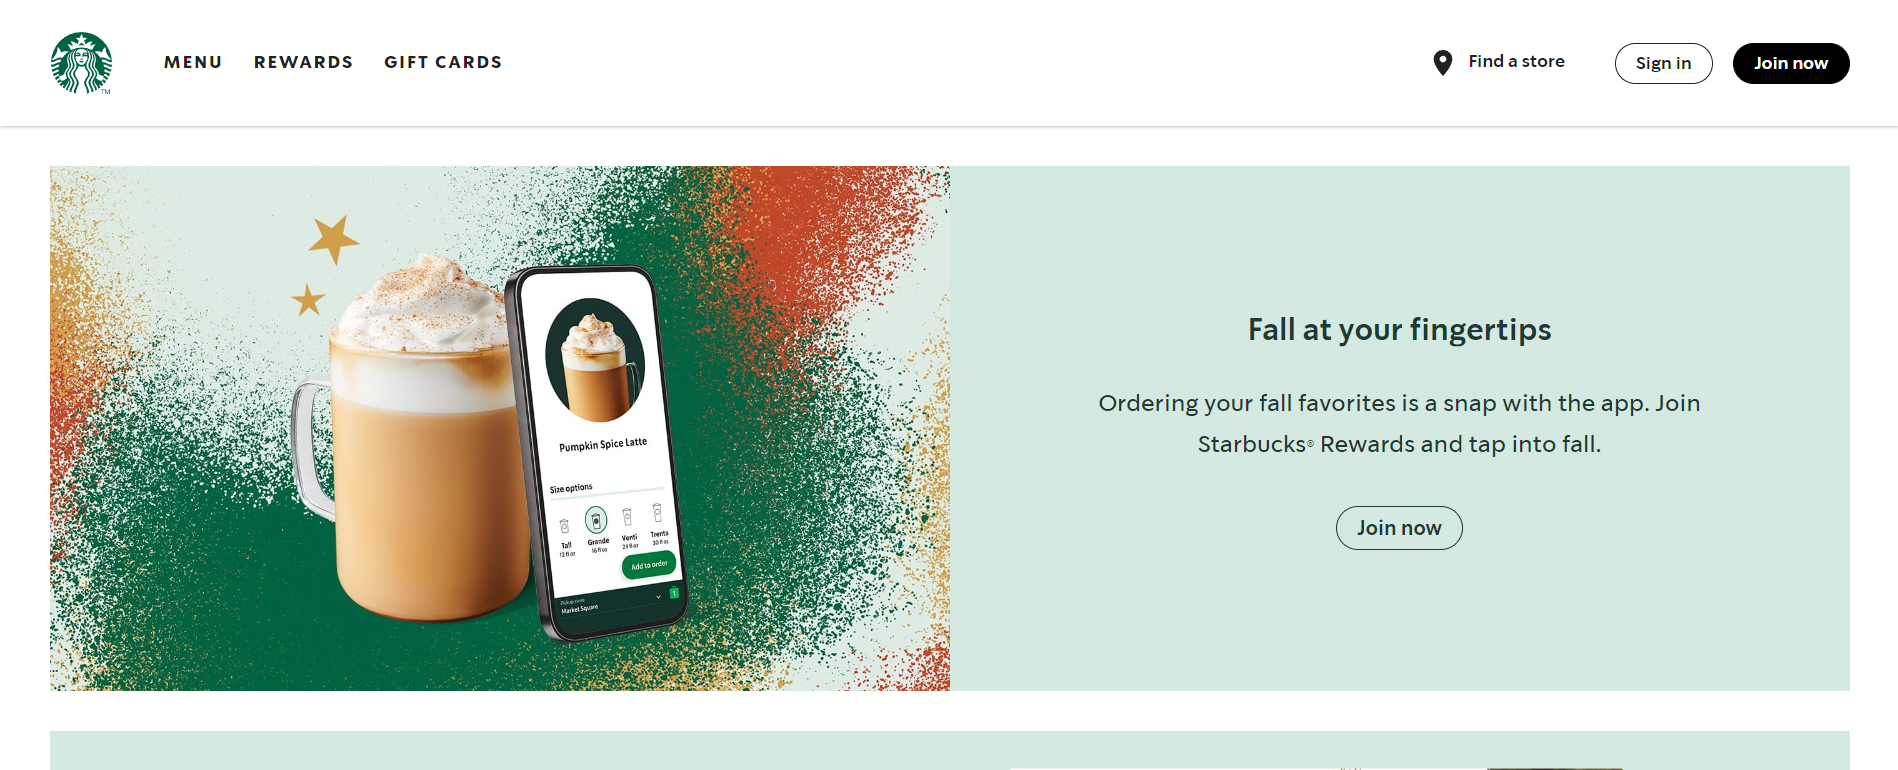 TM
MENU
REWARDS
GIFT CARDS
Find a store
Sign in
Join now
Pumpkin Spice Latte
Size options
Tall
Grande
Venti
Trenta
12 fl oz
16 fl oz
24 fl oz
30 fl oz
Add to order
Pickup store
Market Square
1
Fall at your fingertips
Ordering your fall favorites is a snap with the app. Join
Starbucks® Rewards and tap into fall.
Join now